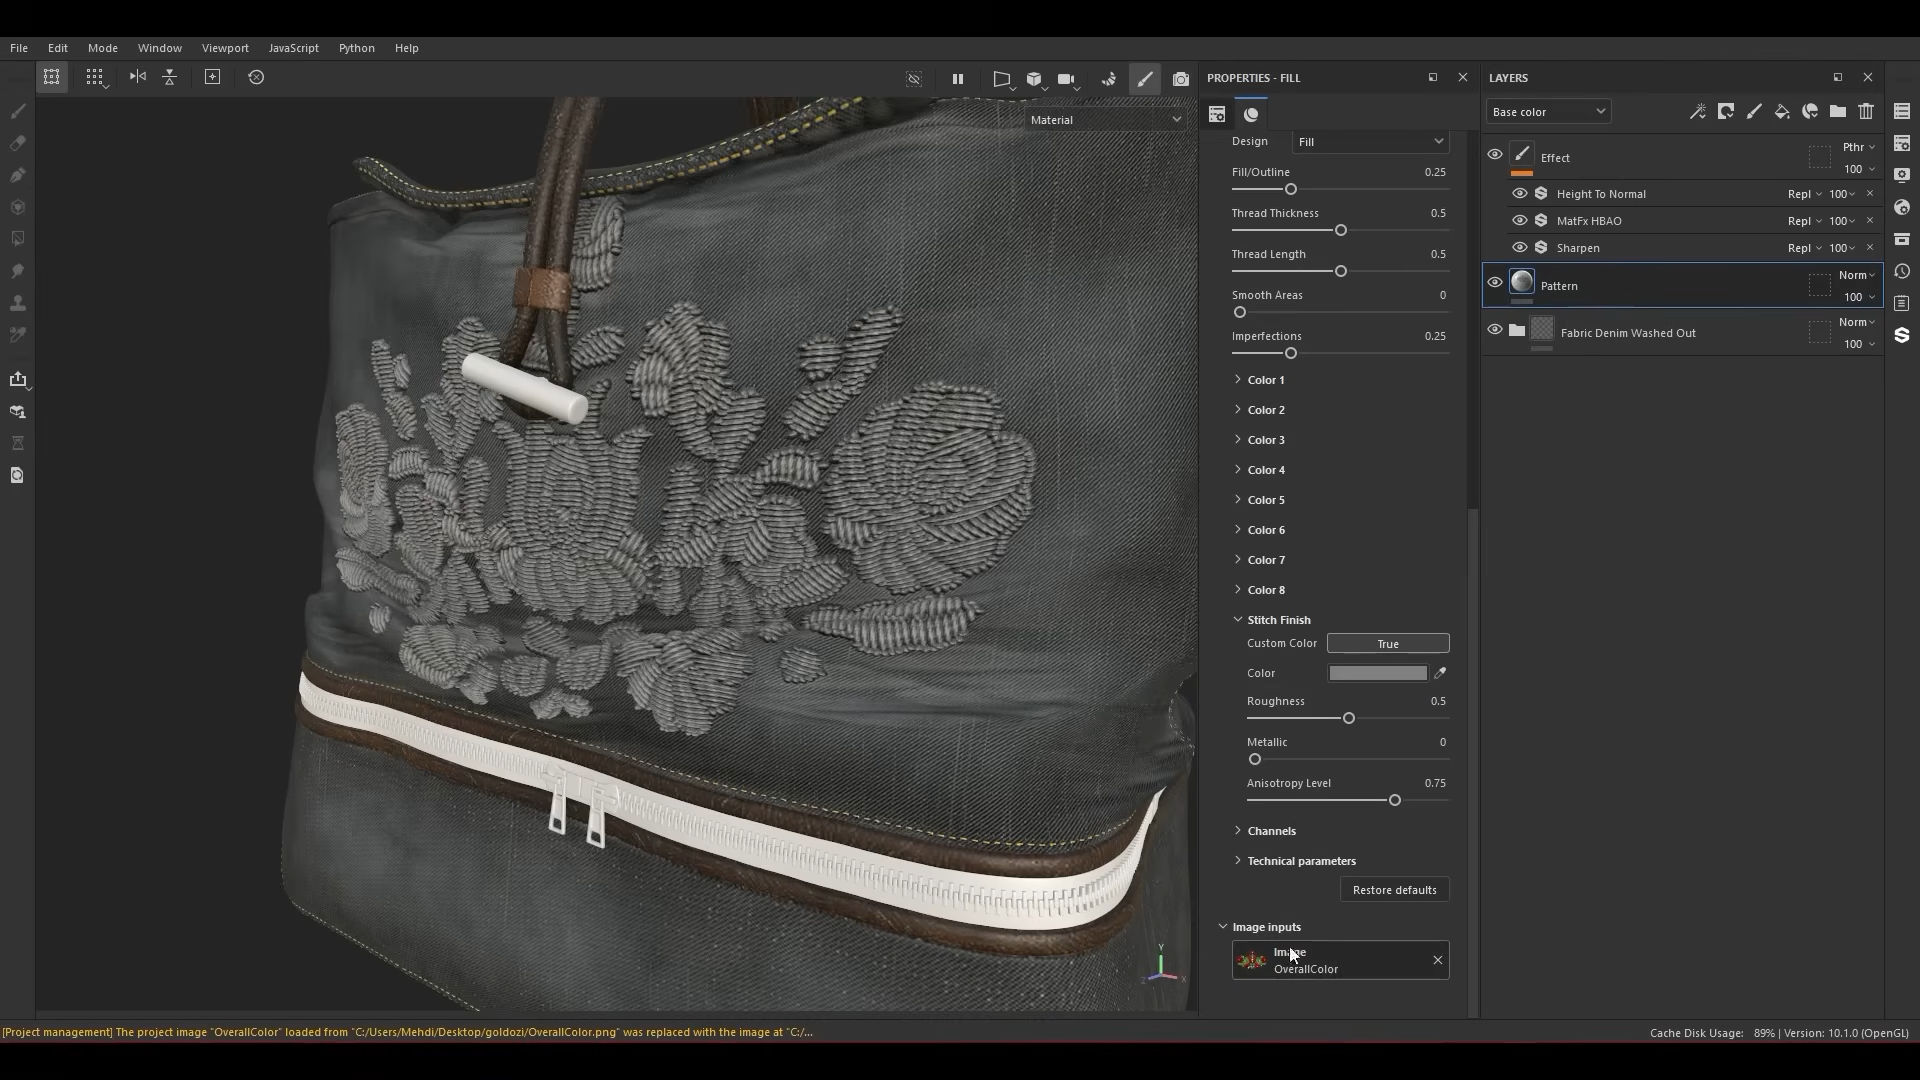 File Edit Mode Window Viewport JavaScript Python Help
Material
PROPERTIES - FILL
Design Fill
Fill/Outline 0.25
Thread Thickness 0.5
Thread Length 0.5
Smooth Areas 0
Imperfections 0.25
Color 1
Color 2
Color 3
Color 4
Color 5
Color 6
Color 7
Color 8
Stitch Finish
Custom Color True
Color
Roughness 0.5
Metallic 0
Anisotropy Level 0.75
Channels
Technical parameters
Restore defaults
Image inputs
Image
OverallColor
LAYERS
Base color
Effect Pthr
100
Height To Normal Repl 100
MatFx HBAO Repl 100
Sharpen Repl 100
Pattern Norm
100
Fabric Denim Washed Out Norm
100
Y
Z X
[Project management] The project image "OverallColor" loaded from "C:/Users/Mehdi/Desktop/goldozi/OverallColor.png" was replaced with the image at "C:/...
Cache Disk Usage: 89% | Version: 10.1.0 (OpenGL)